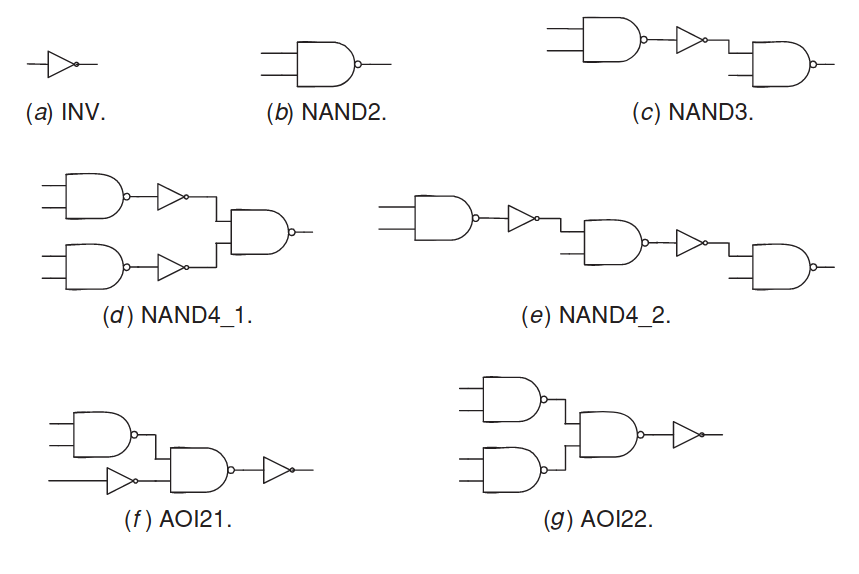 (a) INV.
(b) NAND2.
(c) NAND3.
(d) NAND4_1.
(e) NAND4_2.
(f) AOI21.
(g) AOI22.